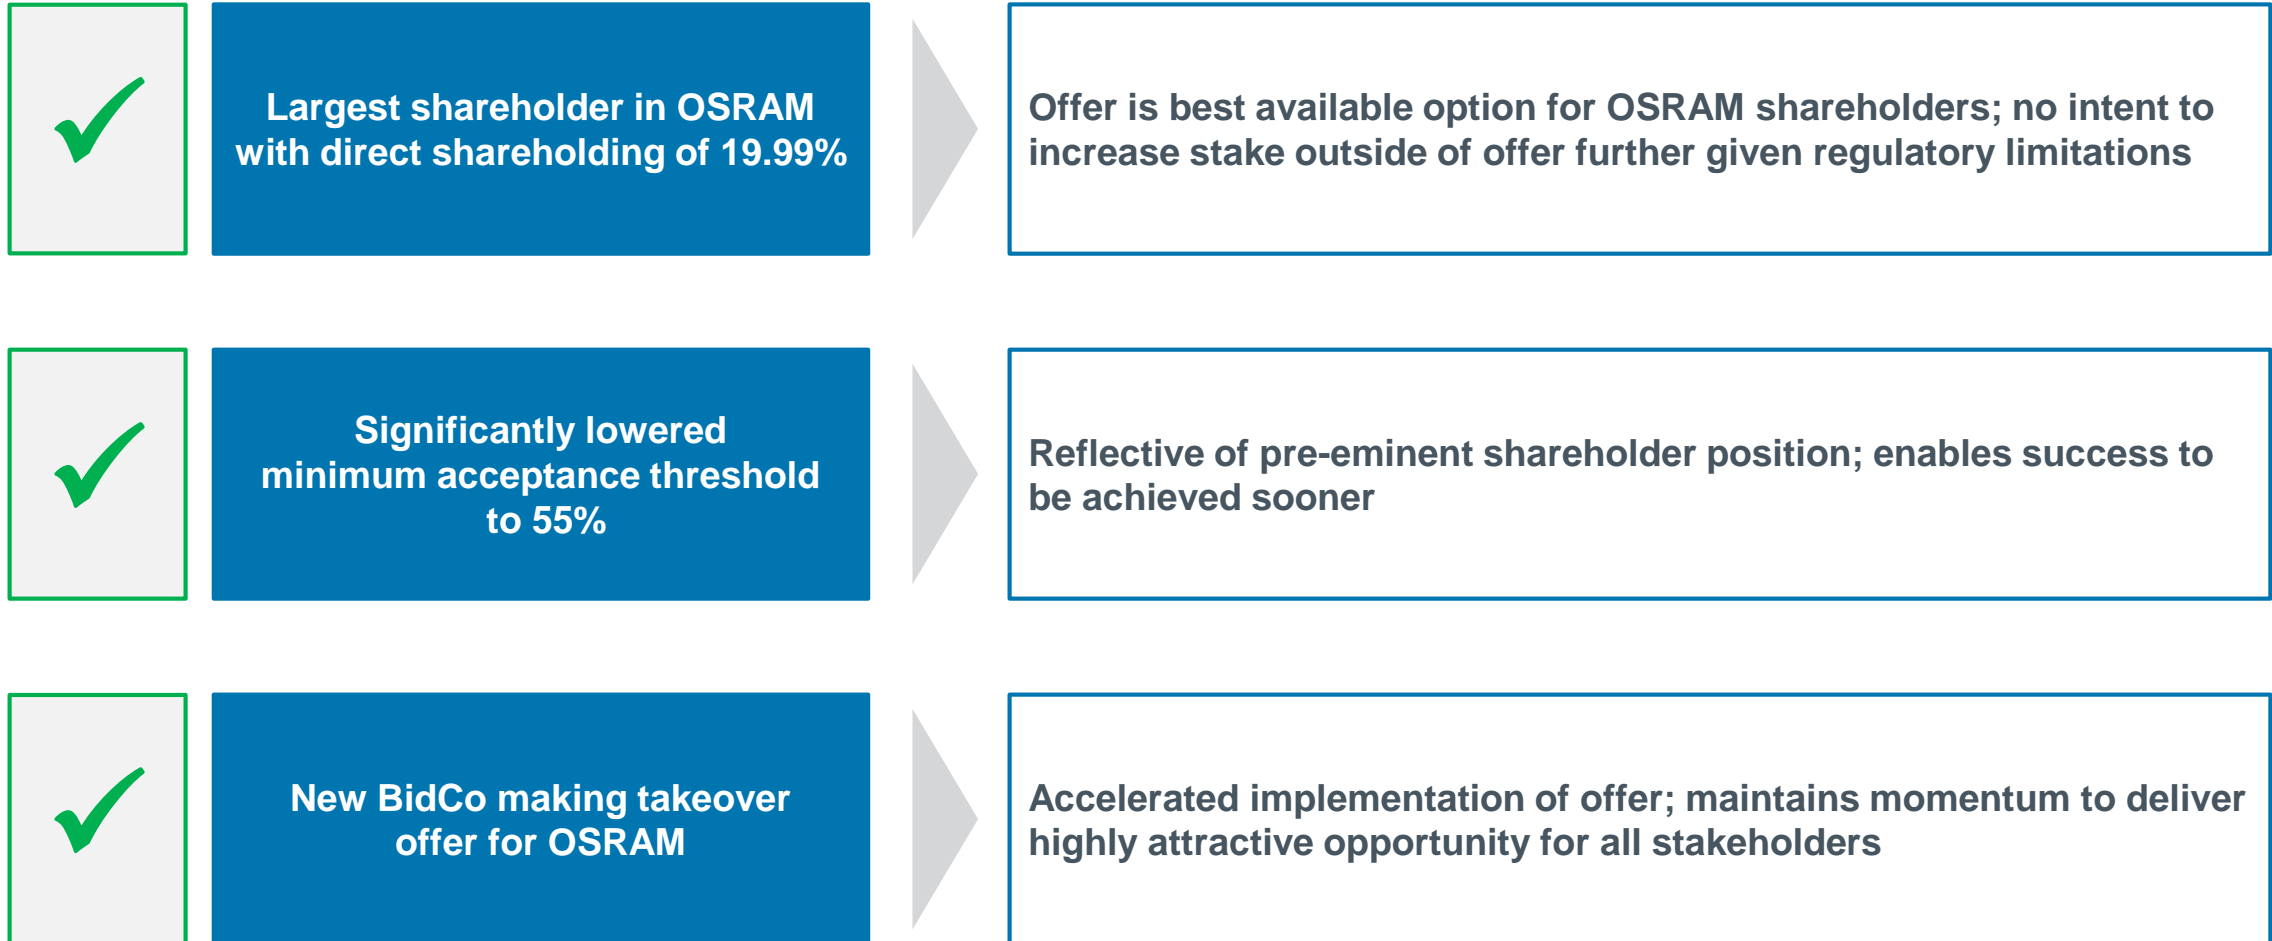 Largest shareholder in OSRAM
with direct shareholding of 19.99%
Offer is best available option for OSRAM shareholders; no intent to
increase stake outside of offer further given regulatory limitations
Significantly lowered
minimum acceptance threshold
to 55%
Reflective of pre-eminent shareholder position; enables success to
be achieved sooner
New BidCo making takeover
offer for OSRAM
Accelerated implementation of offer; maintains momentum to deliver
highly attractive opportunity for all stakeholders